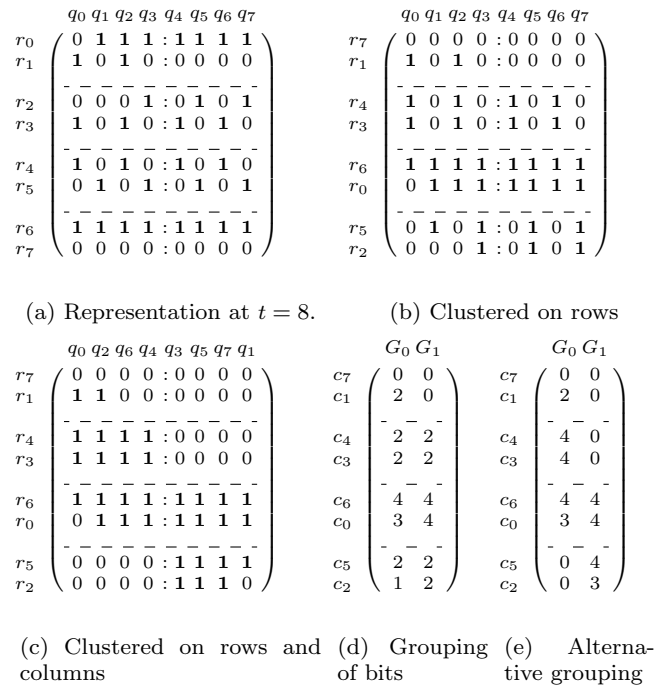 q0 q1 q2 q3 q4 q5 q6 q7
r0 0 1 1 1 : 1 1 1 1
r1 1 0 1 0 : 0 0 0 0
r2 0 0 0 1 : 0 1 0 1
r3 1 0 1 0 : 1 0 1 0
r4 1 0 1 0 : 1 0 1 0
r5 0 1 0 1 : 0 1 0 1
r6 1 1 1 1 : 1 1 1 1
r7 0 0 0 0 : 0 0 0 0
(a) Representation at t = 8.
q0 q1 q2 q3 q4 q5 q6 q7
r7 0 0 0 0 : 0 0 0 0
r1 1 0 1 0 : 0 0 0 0
r4 1 0 1 0 : 1 0 1 0
r3 1 0 1 0 : 1 0 1 0
r6 1 1 1 1 : 1 1 1 1
r0 0 1 1 1 : 1 1 1 1
r5 0 1 0 1 : 0 1 0 1
r2 0 0 0 1 : 0 1 0 1
(b) Clustered on rows
q0 q2 q6 q4 q3 q5 q7 q1
r7 0 0 0 0 : 0 0 0 0
r1 1 1 0 0 : 0 0 0 0
r4 1 1 1 1 : 0 0 0 0
r3 1 1 1 1 : 0 0 0 0
r6 1 1 1 1 : 1 1 1 1
r0 0 1 1 1 : 1 1 1 1
r5 0 0 0 0 : 1 1 1 1
r2 0 0 0 0 : 1 1 1 0
(c) Clustered on rows and
columns
G0 G1
c7 0 0
c1 2 0
c4 2 2
c3 2 2
c6 4 4
c0 3 4
c5 2 2
c2 1 2
(d) Grouping
of bits
G0 G1
c7 0 0
c1 2 0
c4 4 0
c3 4 0
c6 4 4
c0 3 4
c5 0 4
c2 0 3
(e) Alterna-
tive grouping